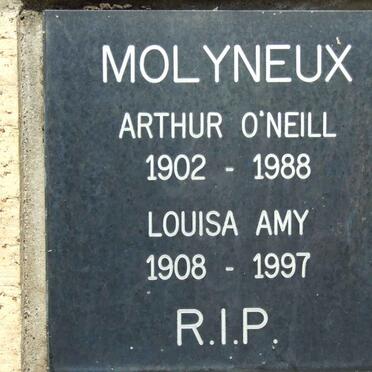 MOLYNEUX
ARTHUR O'NEILL
1902 - 1988
LOUISA AMY
1908 - 1997
R.I.P.